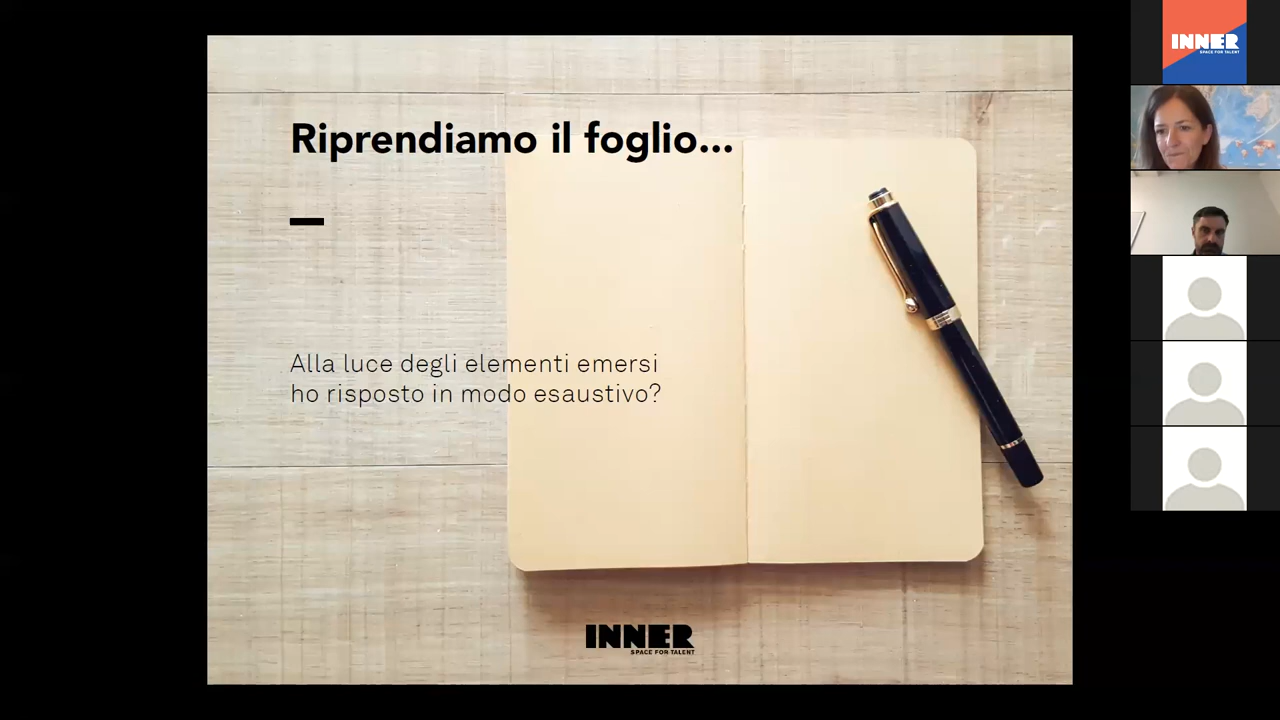 Riprendiamo il foglio...
Alla luce degli elementi emersi
ho risposto in modo esaustivo?
INNER
SPACE FOR TALENT
INNER
SPACE FOR TALENT